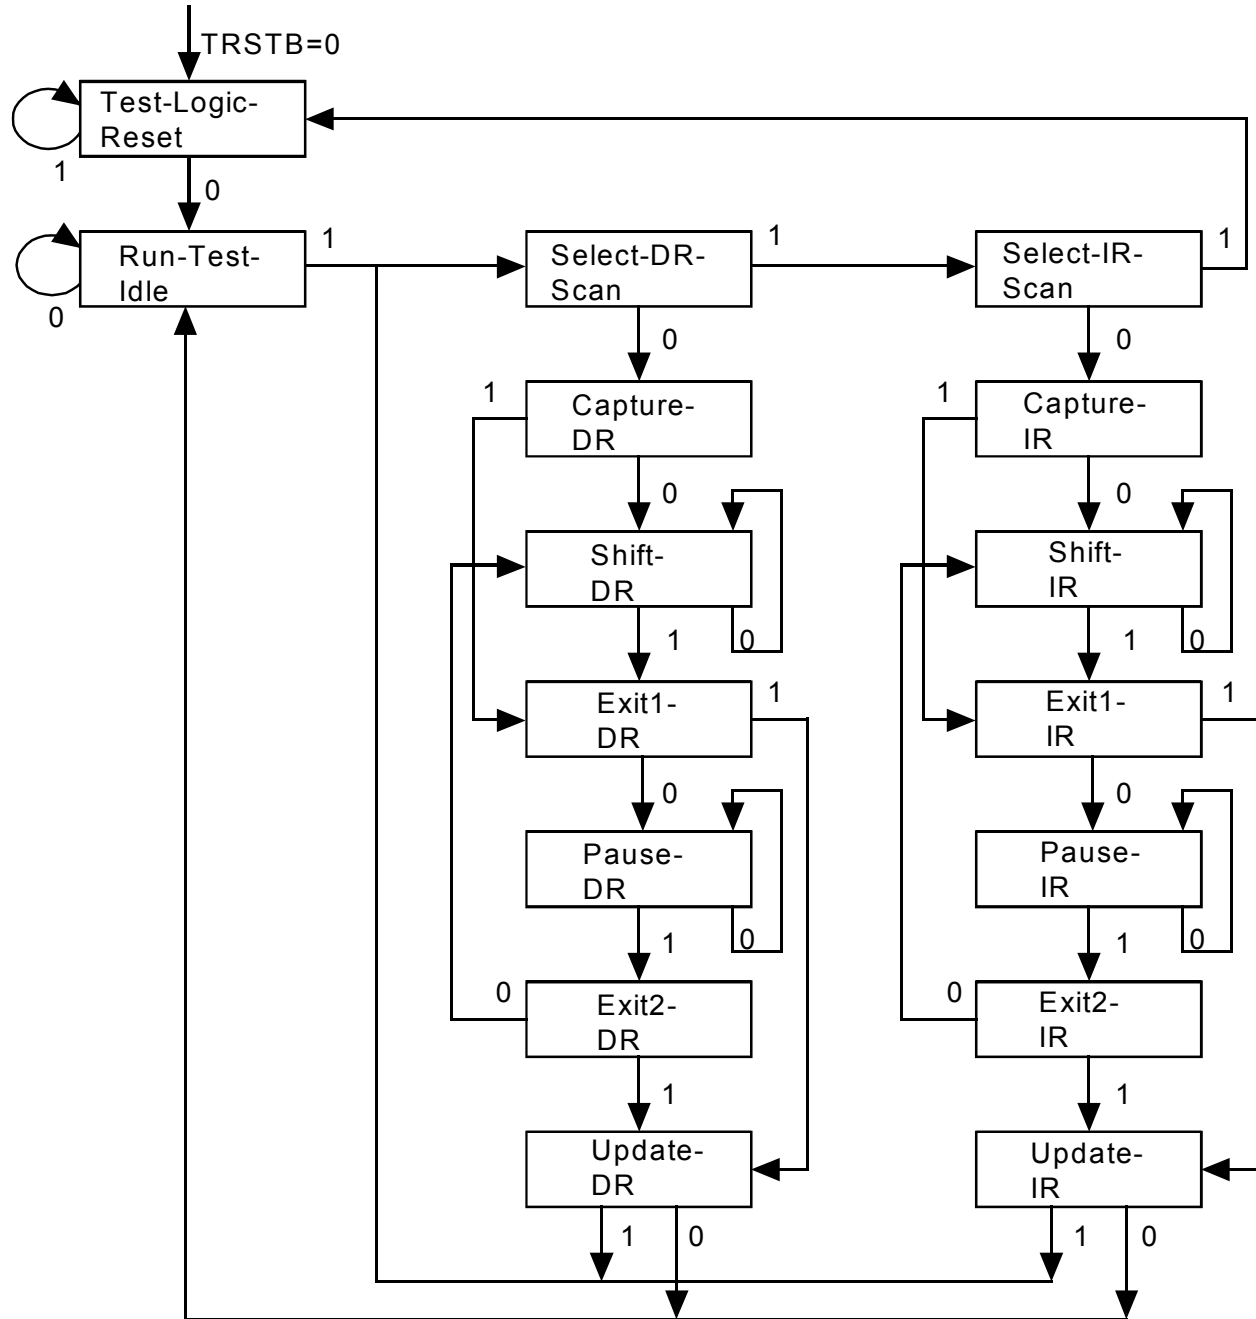 TRSTB=0
Test-Logic-
Reset
1
0
Run-Test-
Idle
1
0
Select-DR-
Scan
1
0
Select-IR-
Scan
1
0
1
Capture-
DR
0
1
Capture-
IR
0
Shift-
DR
1
0
Shift-
IR
1
0
Exit1-
DR
1
0
Exit1-
IR
1
0
Pause-
DR
1
0
Pause-
IR
1
0
0
Exit2-
DR
1
0
Exit2-
IR
1
Update-
DR
1
0
Update-
IR
1
0